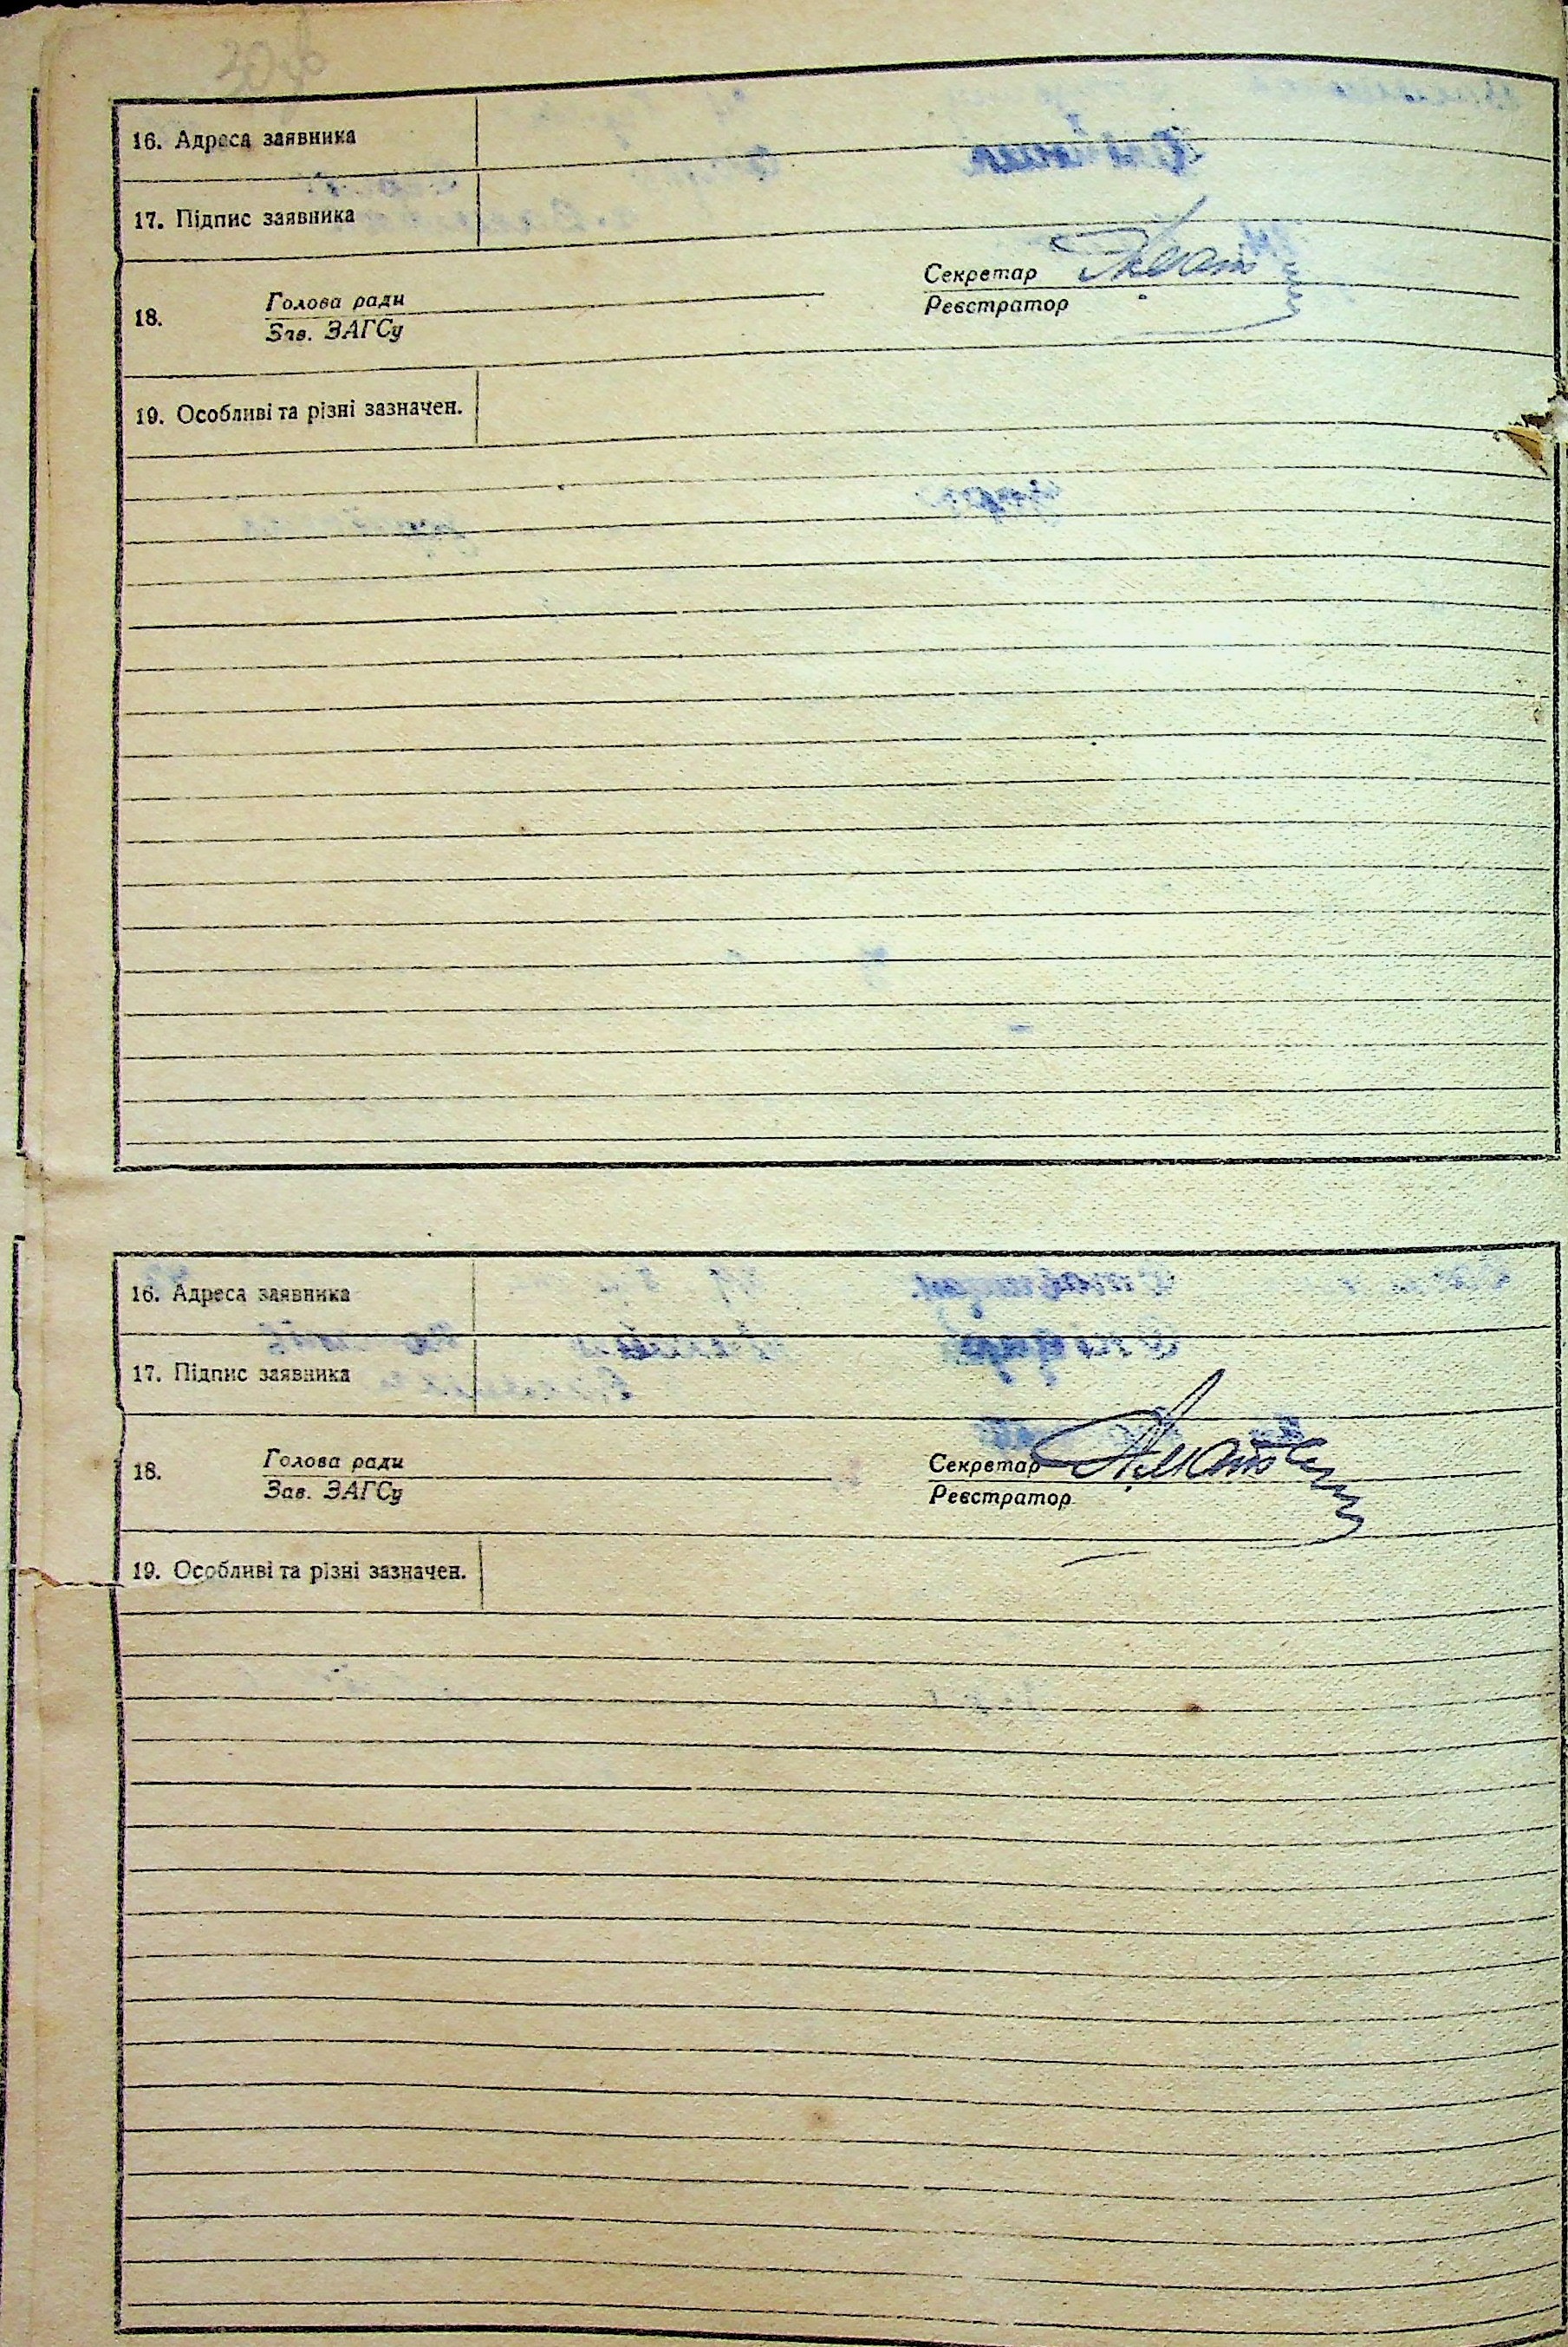 16. Адреса заявника
17. Підпис заявника
18. Голова ради
Зав. ЗАГСу
Секретар
Реєстратор
19. Особливі та різні зазначен.
16. Адреса заявника
17. Підпис заявника
18. Голова ради
Зав. ЗАГСу
Секретар
Реєстратор
19. Особливі та різні зазначен.